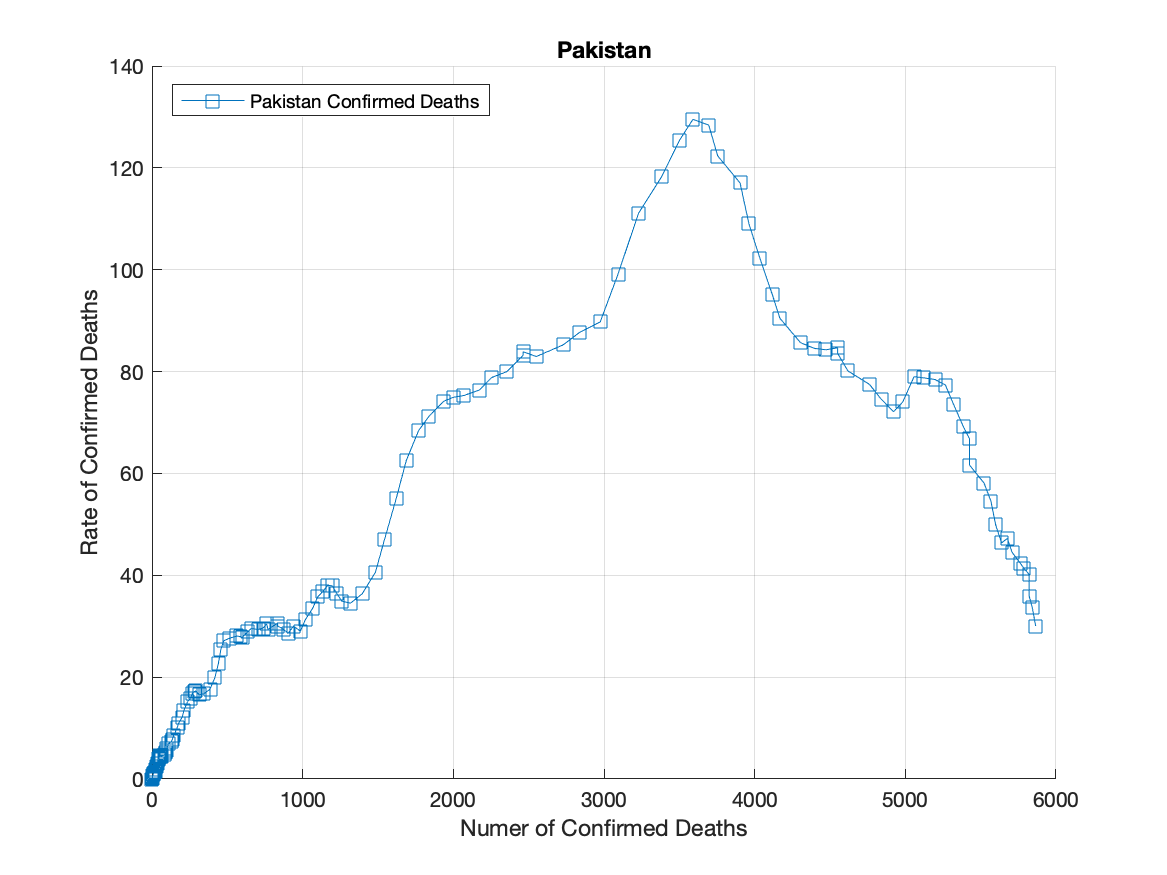 Pakistan
Pakistan Confirmed Deaths
140
120
100
80
60
40
20
0
Rate of Confirmed Deaths
0 1000 2000 3000 4000 5000 6000
Numer of Confirmed Deaths